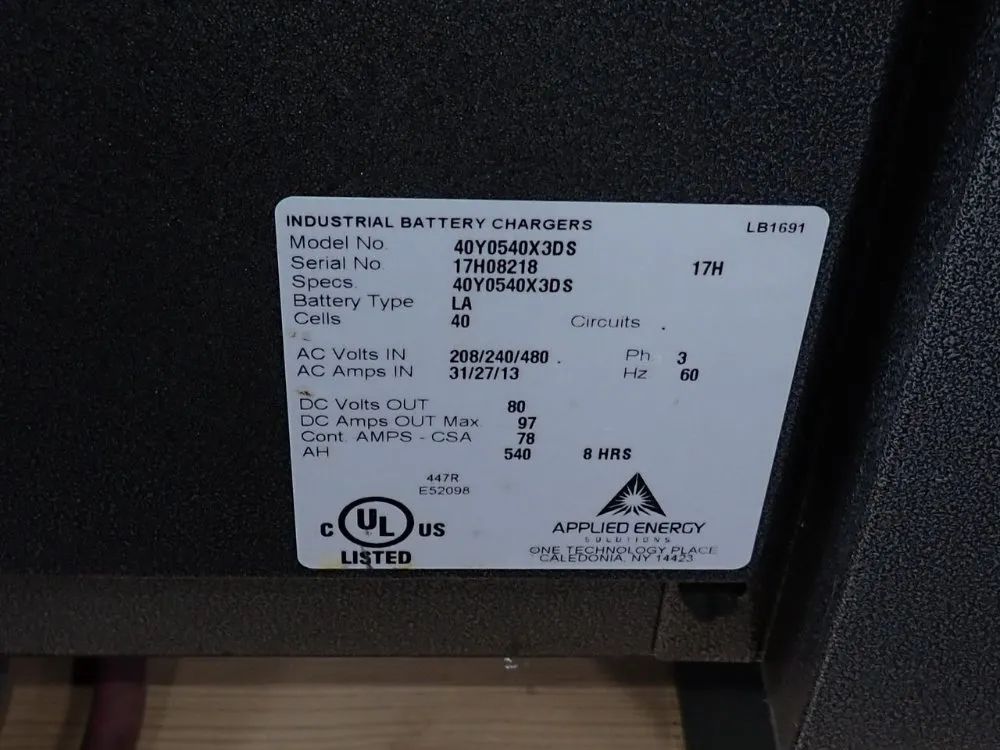 INDUSTRIAL BATTERY CHARGERS LB1691
Model No. 40Y0540X3DS
Serial No 17H08218 17H
Specs. 40Y0540X3DS
Battery Type LA
Cells 40 Circuits .
AC Volts IN 208/240/480 . Ph 3
AC Amps IN 31/27/13 Hz 60
DC Volts OUT 80
DC Amps OUT Max. 97
Cont. AMPS - CSA 78
AH 540 8 HRS
447R
E52098
C UL ® US
LISTED
APPLIED ENERGY
SOLUTIONS
ONE TECHNOLOGY PLACE
CALEDONIA, NY 14423